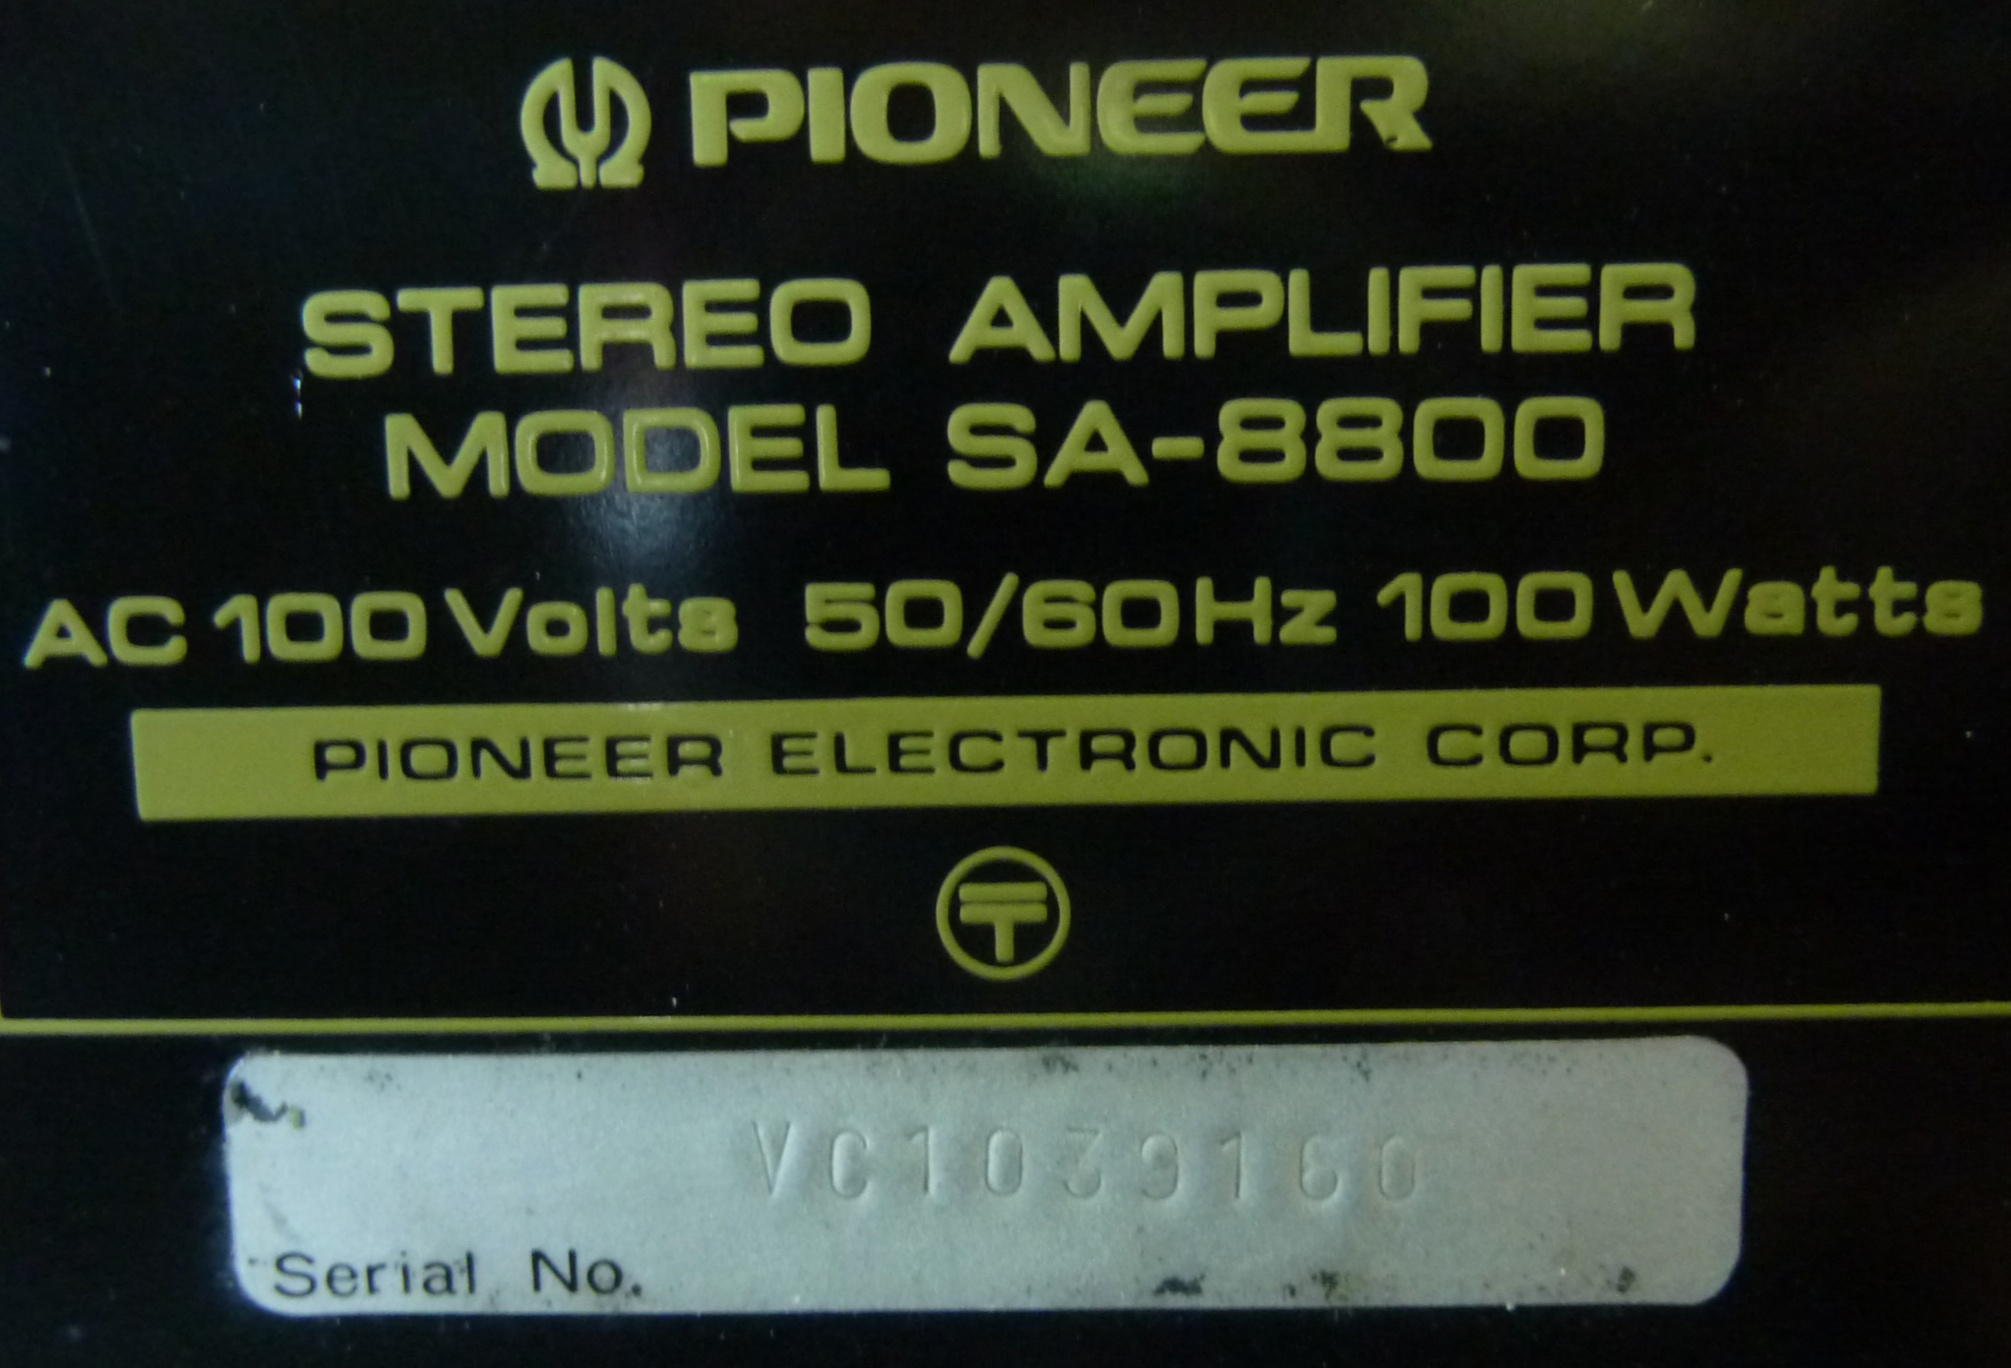 PIONEER
STEREO AMPLIFIER
MODEL SA-8800
AC 100 Volts 50/60Hz 100 Watts
PIONEER ELECTRONIC CORP.
VC1039160
Serial No.